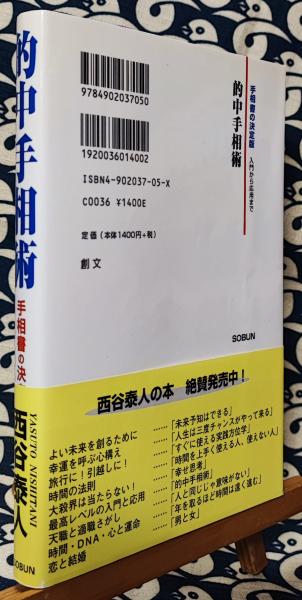 的中手相術
手相書の決
西谷泰人
YASUTO NISHITANI
SOBUN
9784902037050
1920036014002
ISBN4-902037-05-X
C0036 ¥1400E
定価(本体1400円+税)
創文
手相書の決定版 入門から応用まで
的中手相術
SOBUN
西谷泰人の本 絶賛発売中!
よい未来を創るために……「未来予知はできる」
幸運を呼ぶ心構え……「人生は三度チャンスがやって来る」
旅行に!引越しに!……「すぐに使える実践方位学」
時間の法則……「時間を上手く使える人、使えない人」
大殺界は当たらない!……「幸せ思考」
最高レベルの入門と応用……「的中手相術」
天職と適職さがし……「人と同じじゃ意味がない」
時間・DNA・心と運命……「年を取るほど時間は速く進む」
恋と結婚……「男と女」